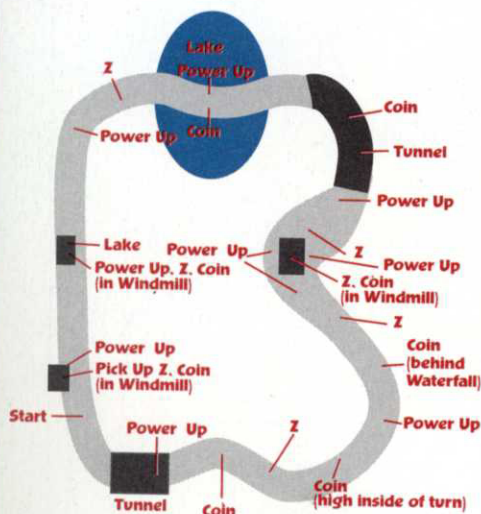 Lake
Power Up
Z
Coin
Power Up
Coin
Tunnel
Power Up
Lake
Power Up, Z, Coin
(in Windmill)
Power Up
Z
Power Up
Z, Coin
(in Windmill)
Z
Power Up
Pick Up Z, Coin
(in Windmill)
Coin
(behind
Waterfall)
Start
Power Up
Z
Power Up
Tunnel
Coin
Coin
(high inside of turn)